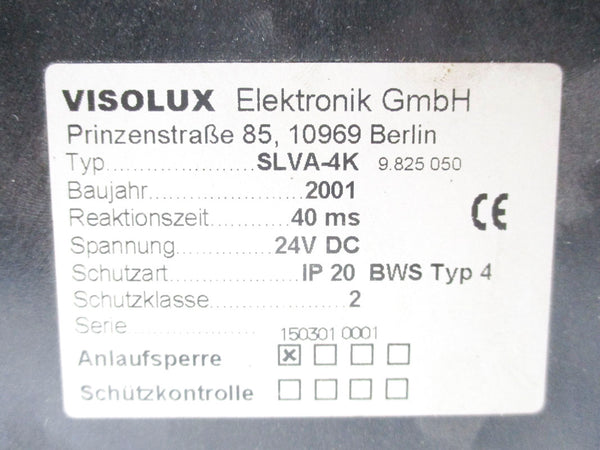 VISOLUX Elektronik GmbH
Prinzenstraße 85, 10969 Berlin
Typ......................SLVA-4K 9.825 050
Baujahr.......................2001
Reaktionszeit............40 ms
Spannung...............24V DC
Schutzart....................IP 20 BWS Typ 4
Schutzklasse................2
Serie........ 150301 0001
Anlaufsperre ☒ ☐ ☐ ☐
Schützkontrolle ☐ ☐ ☐ ☐
CE